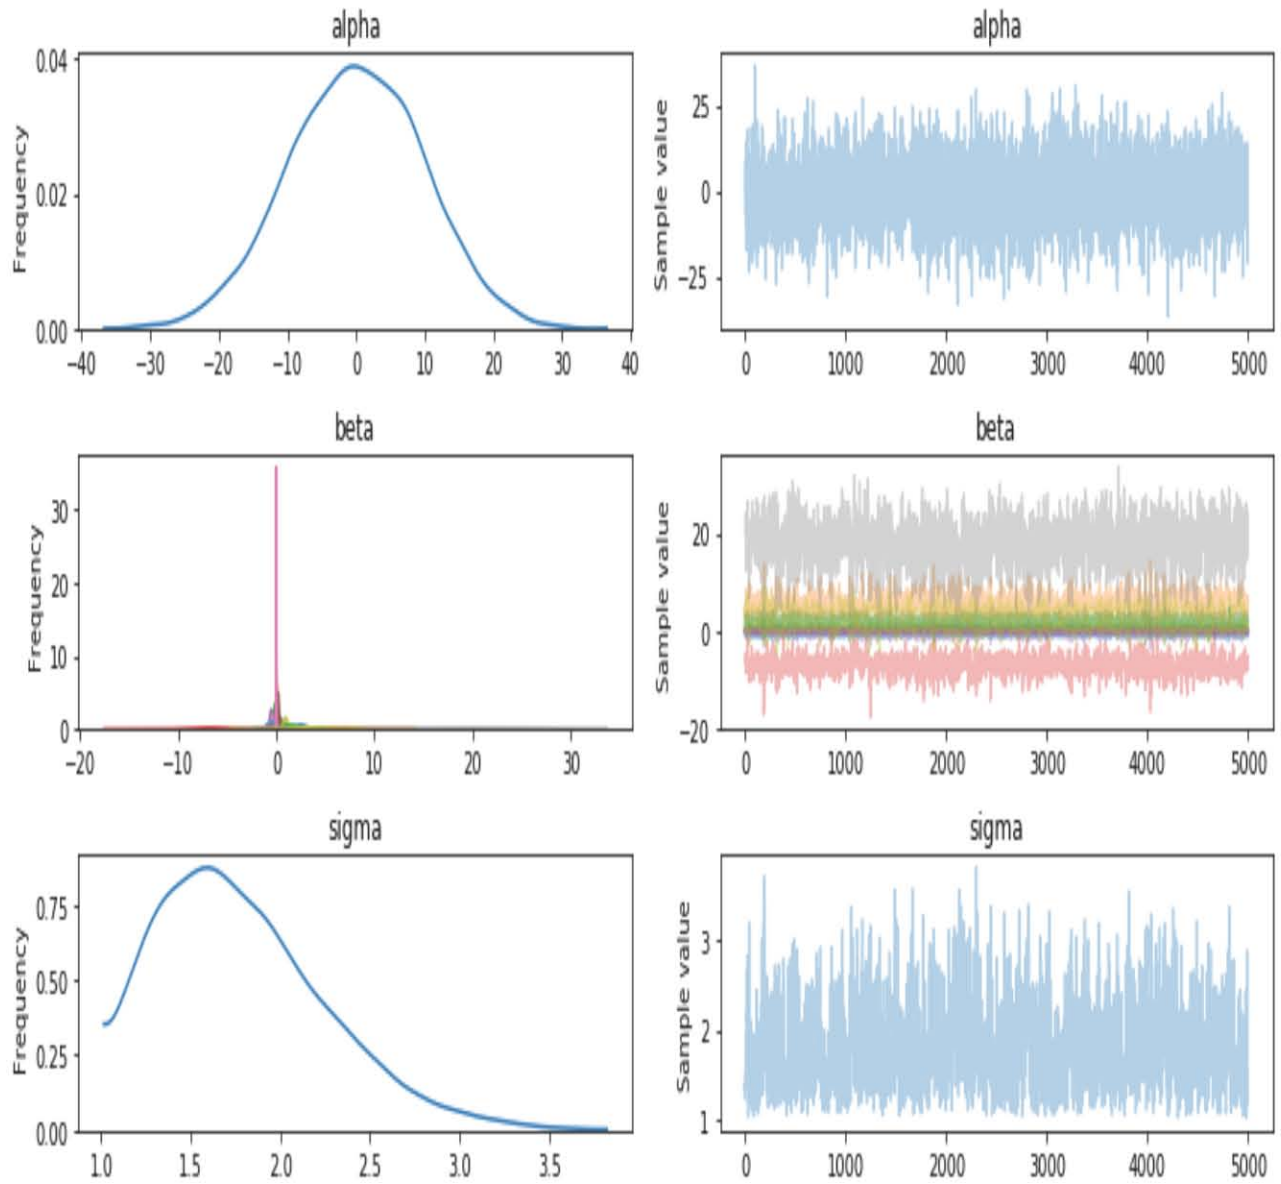 alpha
Frequency
0.04
0.02
0.00
−40 −30 −20 −10 0 10 20 30 40
alpha
Sample value
25
0
−25
0 1000 2000 3000 4000 5000
beta
Frequency
30
20
10
0
−20 −10 0 10 20 30
beta
Sample value
20
0
−20
0 1000 2000 3000 4000 5000
sigma
Frequency
0.75
0.50
0.25
0.00
1.0 1.5 2.0 2.5 3.0 3.5
sigma
Sample value
3
2
1
0 1000 2000 3000 4000 5000